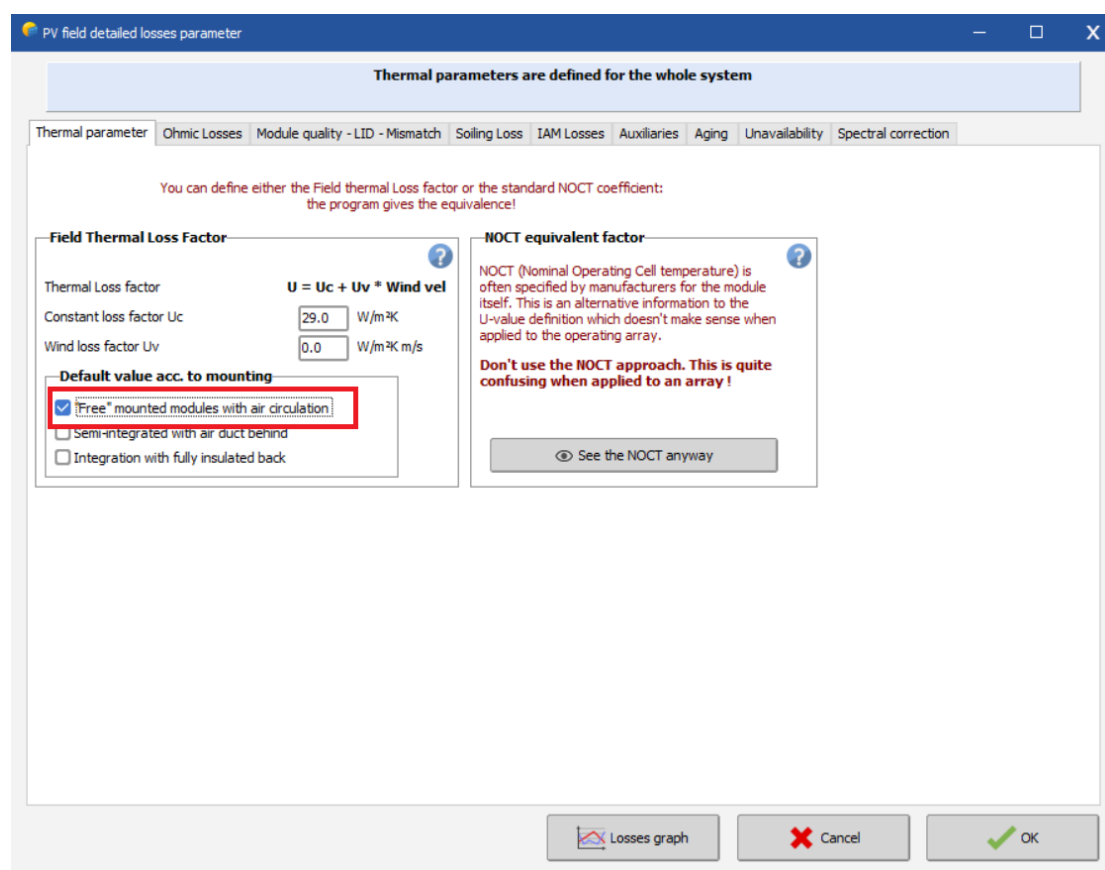 PV field detailed losses parameter
Thermal parameters are defined for the whole system
Thermal parameter Ohmic Losses Module quality - LID - Mismatch Soiling Loss IAM Losses Auxiliaries Aging Unavailability Spectral correction
You can define either the Field thermal Loss factor or the standard NOCT coefficient:
the program gives the equivalence!
Field Thermal Loss Factor
Thermal Loss factor U = Uc + Uv * Wind vel
Constant loss factor Uc 29.0 W/m²K
Wind loss factor Uv 0.0 W/m²K m/s
Default value acc. to mounting
"Free" mounted modules with air circulation
Semi-integrated with air duct behind
Integration with fully insulated back
NOCT equivalent factor
NOCT (Nominal Operating Cell temperature) is
often specified by manufacturers for the module
itself. This is an alternative information to the
U-value definition which doesn't make sense when
applied to the operating array.
Don't use the NOCT approach. This is quite
confusing when applied to an array !
See the NOCT anyway
Losses graph
Cancel
OK